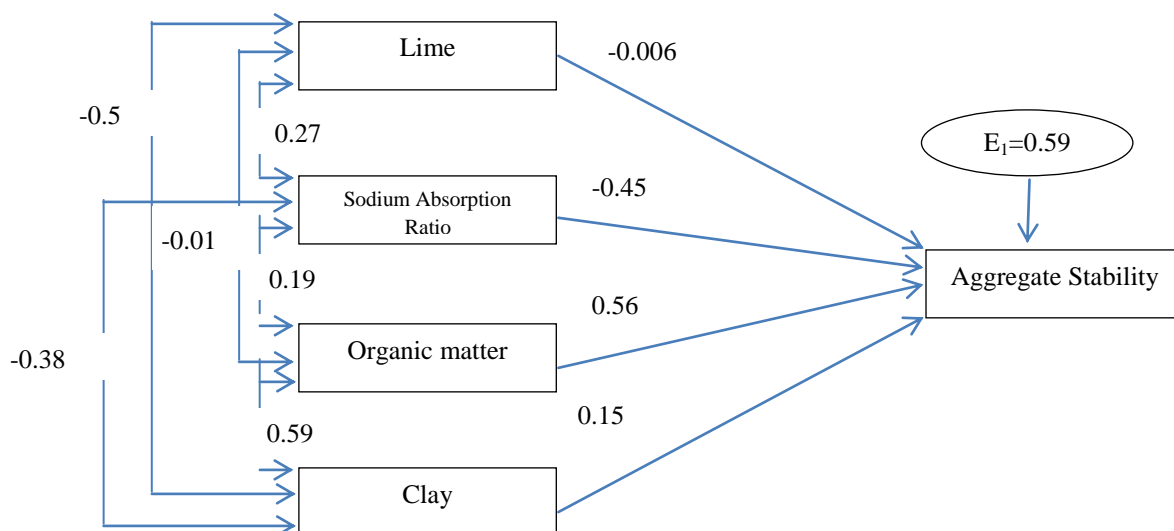 Lime
-0.006
-0.5
0.27
E₁=0.59
Sodium Absorption
Ratio
-0.45
-0.01
0.19
Aggregate Stability
0.56
Organic matter
-0.38
0.15
0.59
Clay